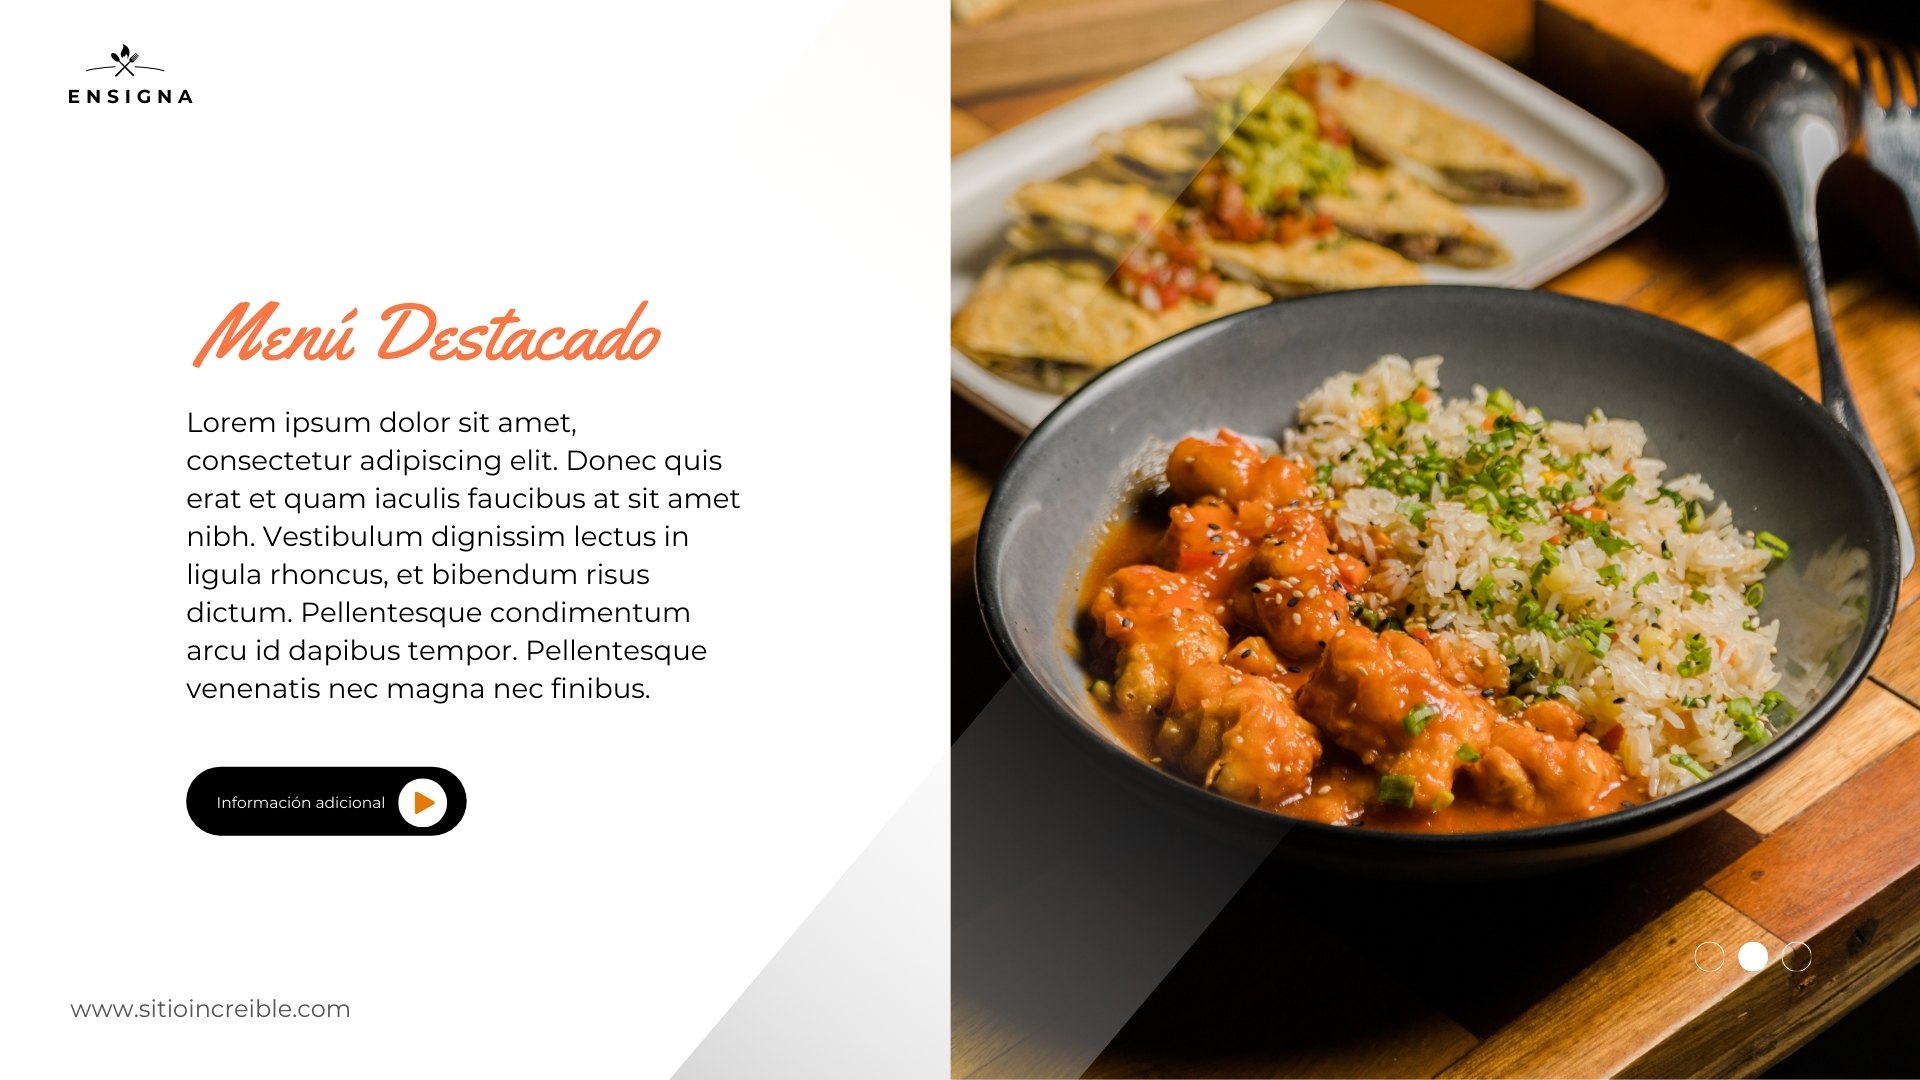 ENSIGNA
Menú Destacado
Lorem ipsum dolor sit amet,
consectetur adipiscing elit. Donec quis
erat et quam iaculis faucibus at sit amet
nibh. Vestibulum dignissim lectus in
ligula rhoncus, et bibendum risus
dictum. Pellentesque condimentum
arcu id dapibus tempor. Pellentesque
venenatis nec magna nec finibus.
Información adicional
www.sitioincreible.com